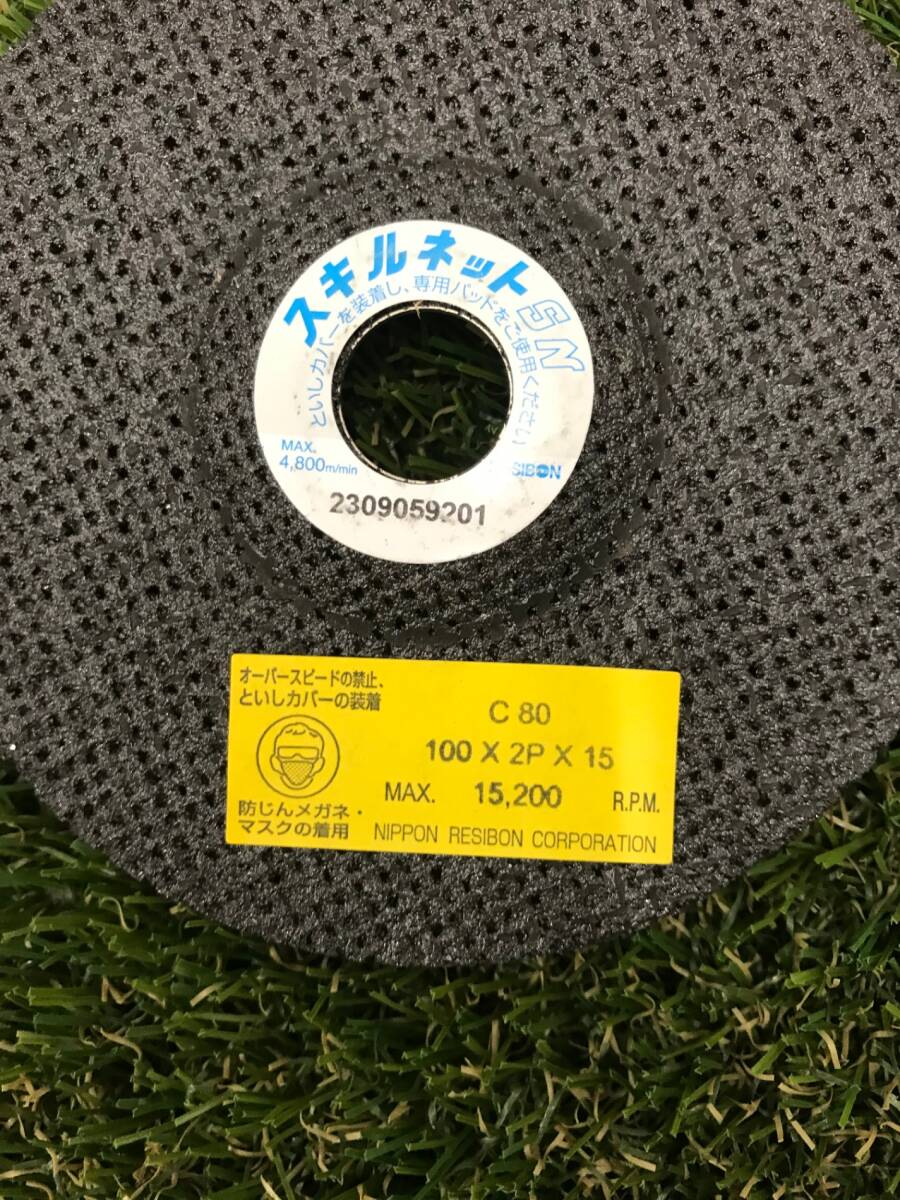 スキルネットSN
といしカバーを装着し、専用パッドをご使用ください
MAX.
4,800m/min
SIBON
2309059201
オーバースピードの禁止、
といしカバーの装着
防じんメガネ・
マスクの着用
C 80
100 X 2P X 15
MAX. 15,200 R.P.M.
NIPPON RESIBON CORPORATION